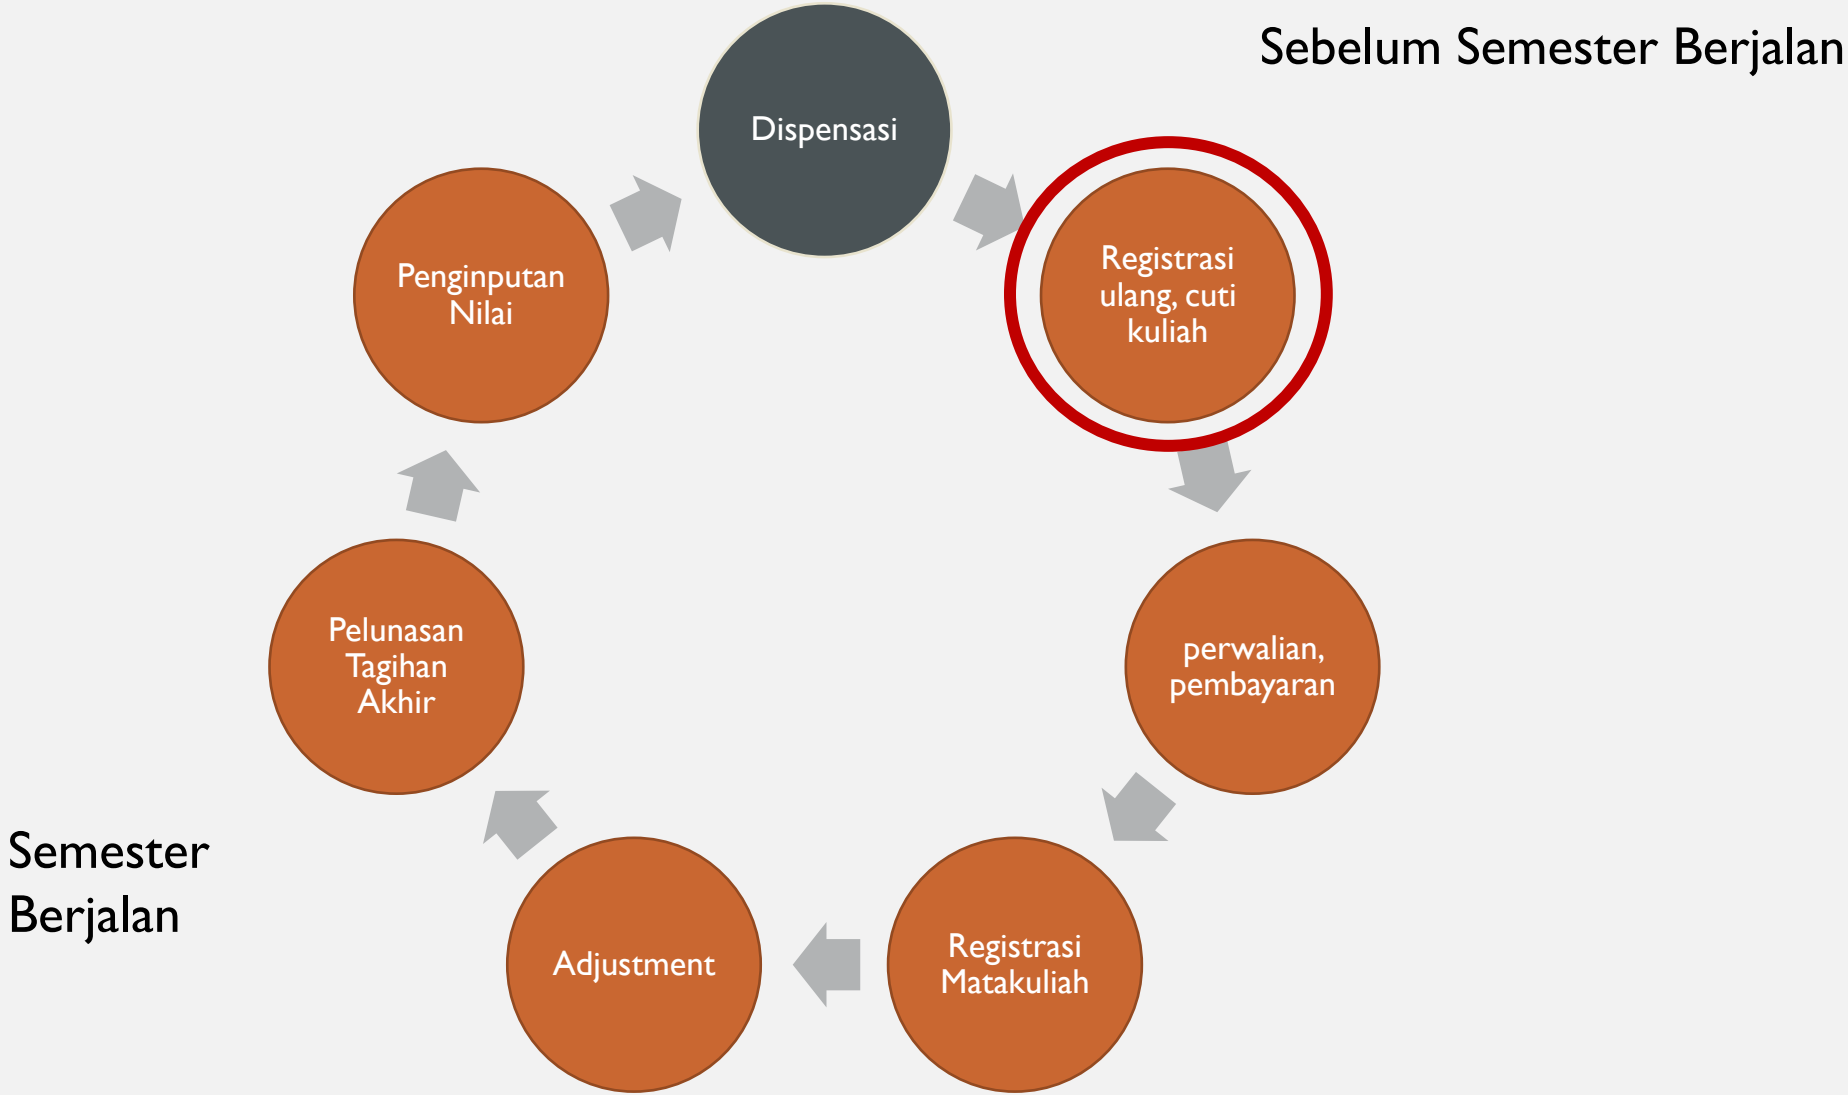 Sebelum Semester Berjalan
Dispensasi
Registrasi
ulang, cuti
kuliah
perwalian,
pembayaran
Registrasi
Matakuliah
Adjustment
Pelunasan
Tagihan
Akhir
Penginputan
Nilai
Semester
Berjalan